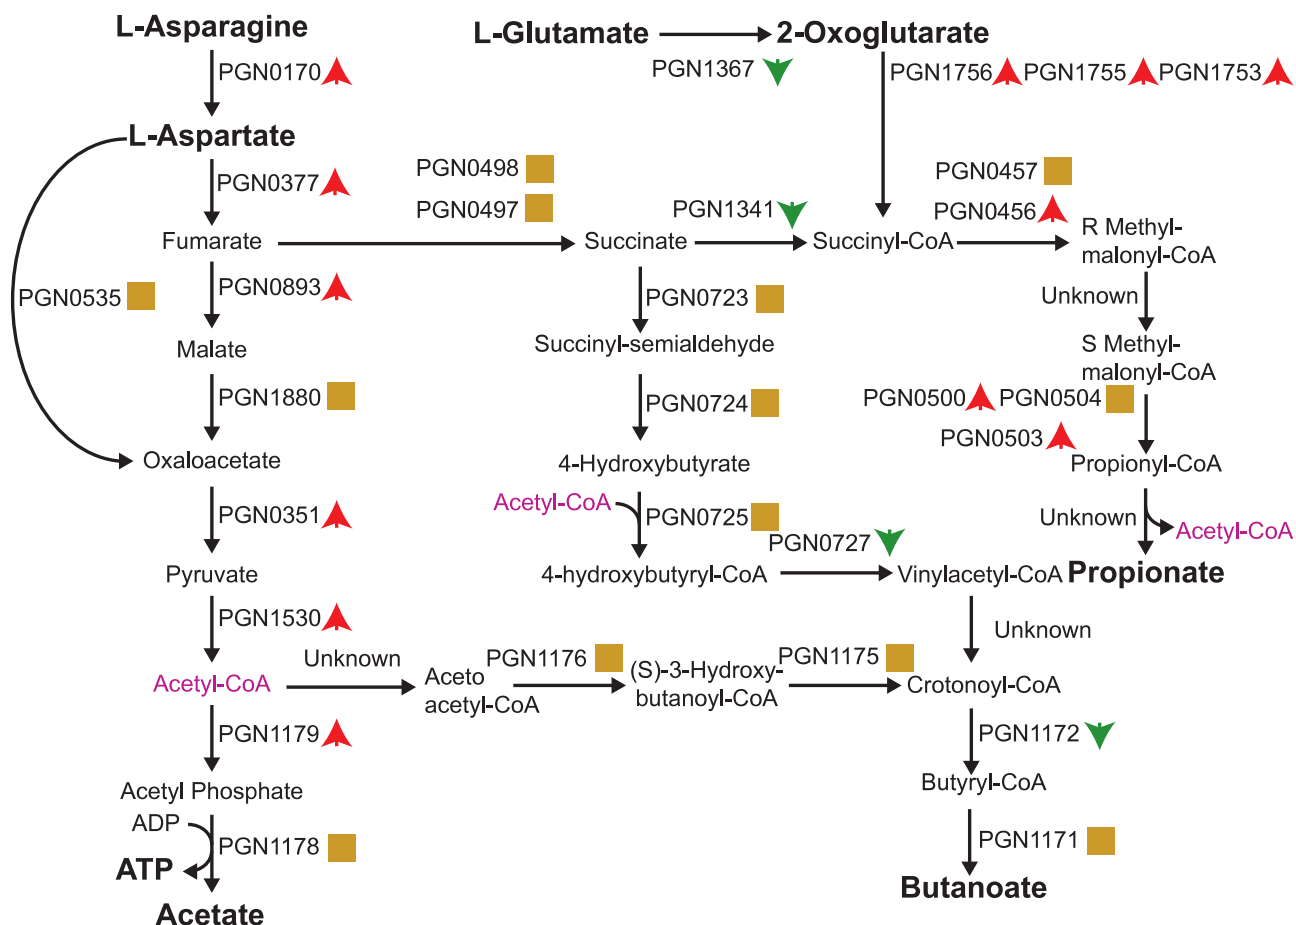 L-Asparagine
L-Glutamate
2-Oxoglutarate
PGN0170
PGN1367
PGN1756
PGN1755
PGN1753
L-Aspartate
PGN0377
PGN0498
PGN0497
PGN1341
PGN0457
PGN0456
Fumarate
Succinate
Succinyl-CoA
R Methyl-
malonyl-CoA
PGN0535
PGN0893
PGN0723
Unknown
Malate
Succinyl-semialdehyde
S Methyl-
malonyl-CoA
PGN1880
PGN0724
PGN0500
PGN0504
PGN0503
Oxaloacetate
4-Hydroxybutyrate
Propionyl-CoA
PGN0351
Acetyl-CoA
PGN0725
PGN0727
Unknown
Acetyl-CoA
Pyruvate
4-hydroxybutyryl-CoA
Vinylacetyl-CoA
Propionate
PGN1530
Unknown
PGN1176
PGN1175
Unknown
Acetyl-CoA
Aceto
acetyl-CoA
(S)-3-Hydroxy-
butanoyl-CoA
Crotonoyl-CoA
PGN1179
PGN1172
Acetyl Phosphate
Butyryl-CoA
ADP
PGN1178
PGN1171
ATP
Acetate
Butanoate